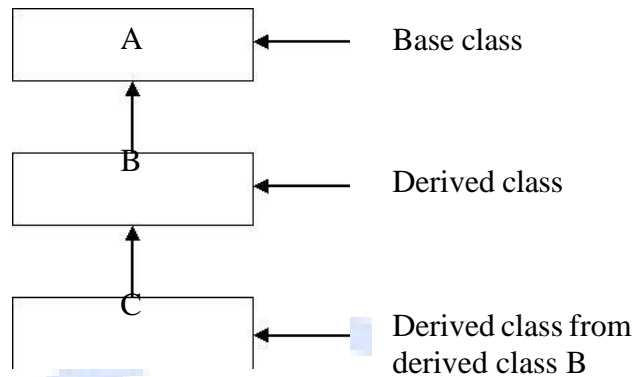 A
Base class
B
Derived class
C
Derived class from
derived class B